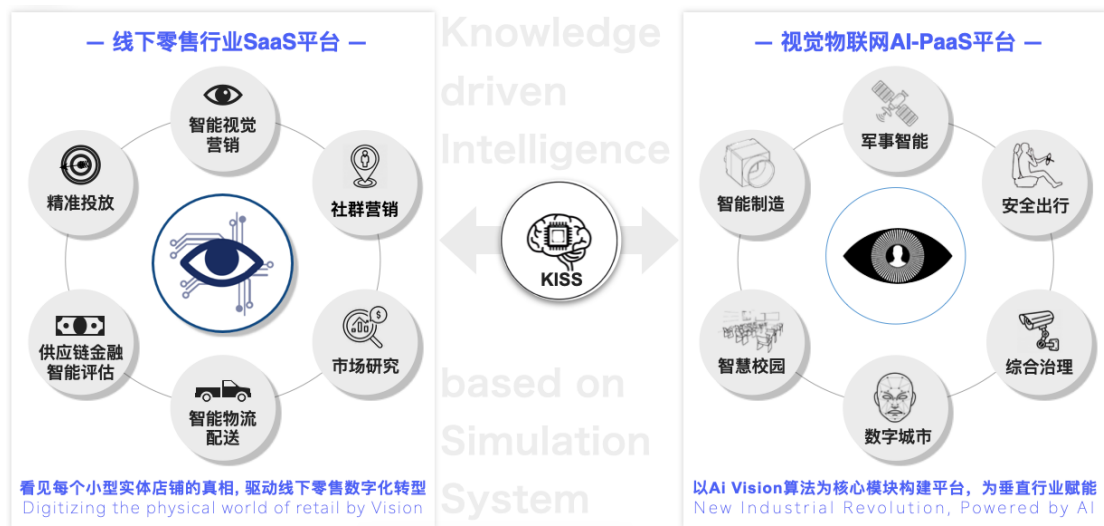 — 线下零售行业SaaS平台 —
智能视觉
营销
精准投放
社群营销
供应链金融
智能评估
市场研究
智能物流
配送
看见每个小型实体店铺的真相, 驱动线下零售数字化转型
Digitizing the physical world of retail by Vision
Knowledge
driven
Intelligence
KISS
based on
Simulation
System
— 视觉物联网AI-PaaS平台 —
军事智能
智能制造
安全出行
智慧校园
综合治理
数字城市
以Ai Vision算法为核心模块构建平台，为垂直行业赋能
New Industrial Revolution, Powered by AI
$